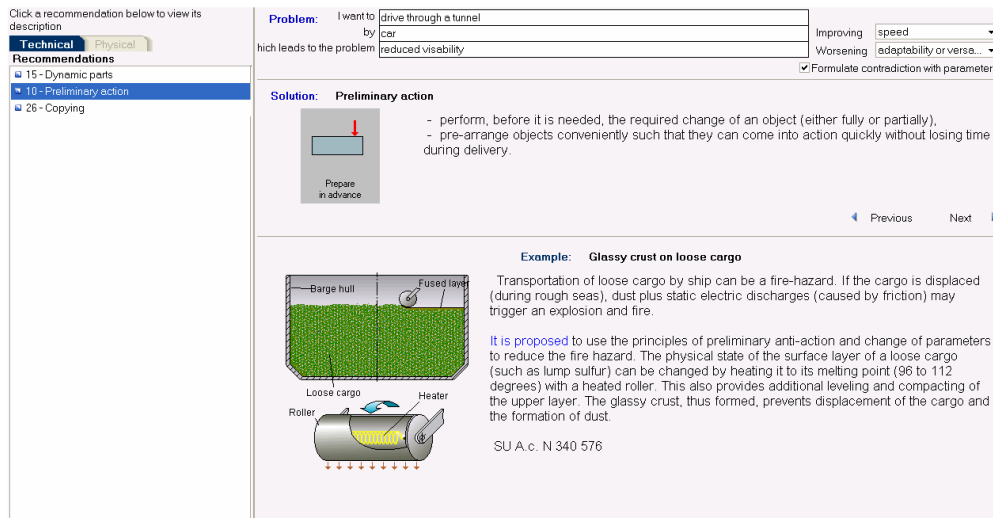 Click a recommendation below to view its
description
Technical Physical
Recommendations
15 - Dynamic parts
10 - Preliminary action
26 - Copying
Problem: I want to drive through a tunnel
by car
hich leads to the problem reduced visability
Improving speed
Worsening adaptability or versa...
Formulate contradiction with parameter
Solution: Preliminary action
Prepare
in advance
- perform, before it is needed, the required change of an object (either fully or partially),
- pre-arrange objects conveniently such that they can come into action quickly without losing time
during delivery.
Previous Next
Example: Glassy crust on loose cargo
Barge hull
Fused layer
Loose cargo
Heater
Roller
Transportation of loose cargo by ship can be a fire-hazard. If the cargo is displaced
(during rough seas), dust plus static electric discharges (caused by friction) may
trigger an explosion and fire.
It is proposed to use the principles of preliminary anti-action and change of parameters
to reduce the fire hazard. The physical state of the surface layer of a loose cargo
(such as lump sulfur) can be changed by heating it to its melting point (96 to 112
degrees) with a heated roller. This also provides additional leveling and compacting of
the upper layer. The glassy crust, thus formed, prevents displacement of the cargo and
the formation of dust.
SU A.c. N 340 576